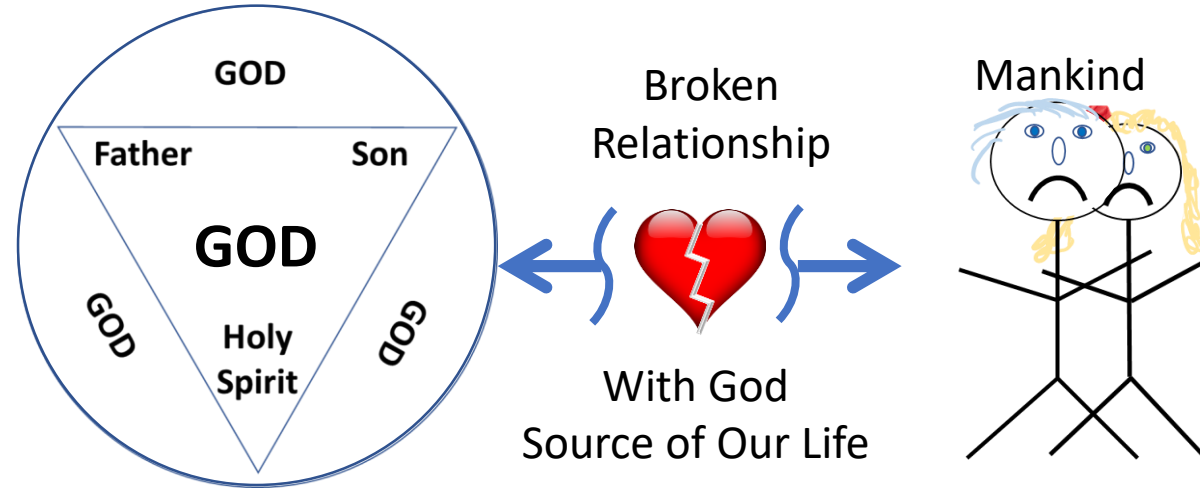 GOD
Father Son
GOD
GOD
GOD
Holy
Spirit
Broken
Relationship
With God
Source of Our Life
Mankind